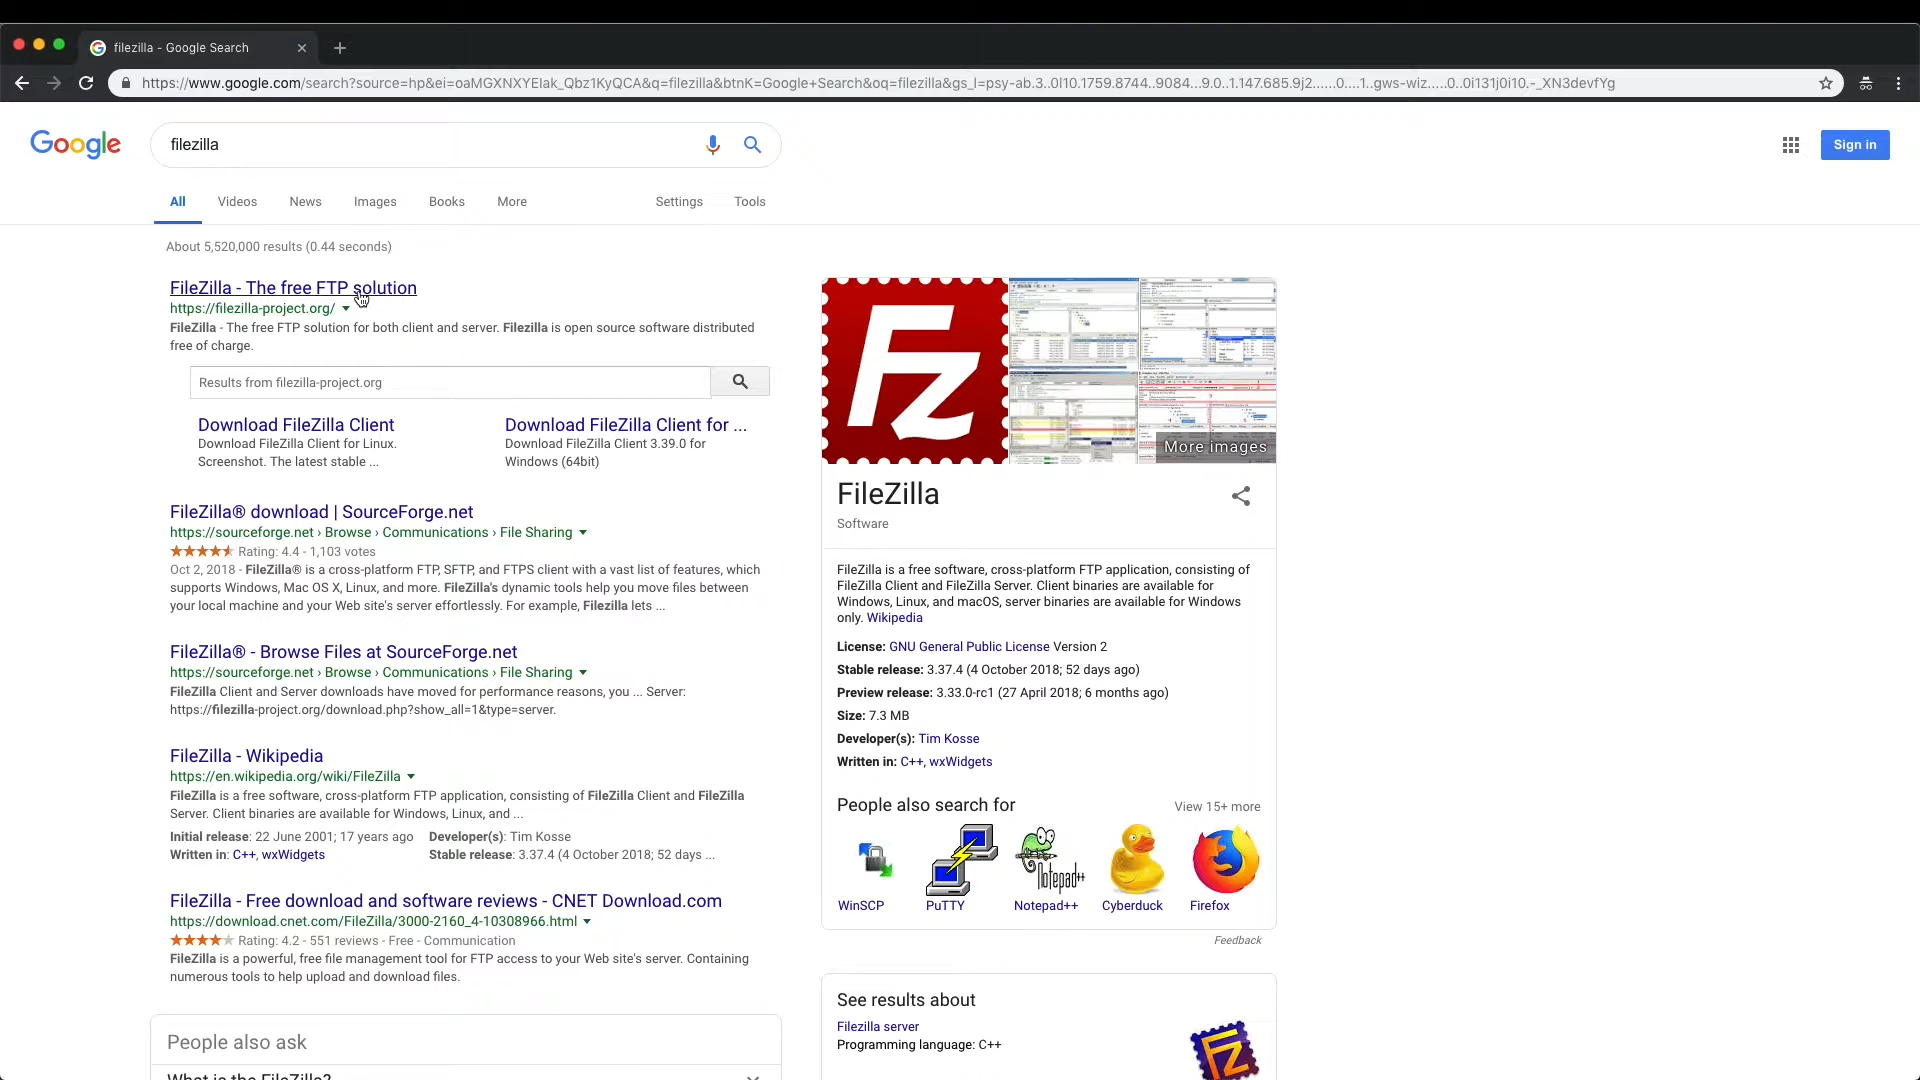 filezilla - Google Search
https://www.google.com/search?source=hp&ei=oaMGXNXYEIak_Qbz1KyQCA&q=filezilla&btnK=Google+Search&oq=filezilla&gs_l=psy-ab.3..0l10.1759.8744..9084...9.0..1.147.685.9j2......0....1..gws-wiz.....0..0i131j0i10.-_XN3devfYg
Google
filezilla
Sign in
All Videos News Images Books More Settings Tools
About 5,520,000 results (0.44 seconds)
FileZilla - The free FTP solution
https://filezilla-project.org/
FileZilla - The free FTP solution for both client and server. Filezilla is open source software distributed
free of charge.
Results from filezilla-project.org
Download FileZilla Client
Download FileZilla Client for Linux.
Screenshot. The latest stable ...
Download FileZilla Client for ...
Download FileZilla Client 3.39.0 for
Windows (64bit)
FileZilla® download | SourceForge.net
https://sourceforge.net › Browse › Communications › File Sharing
Rating: 4.4 - 1,103 votes
Oct 2, 2018 - FileZilla® is a cross-platform FTP, SFTP, and FTPS client with a vast list of features, which
supports Windows, Mac OS X, Linux, and more. FileZilla's dynamic tools help you move files between
your local machine and your Web site's server effortlessly. For example, Filezilla lets ...
FileZilla® - Browse Files at SourceForge.net
https://sourceforge.net › Browse › Communications › File Sharing
FileZilla Client and Server downloads have moved for performance reasons, you ... Server:
https://filezilla-project.org/download.php?show_all=1&type=server.
FileZilla - Wikipedia
https://en.wikipedia.org/wiki/FileZilla
FileZilla is a free software, cross-platform FTP application, consisting of FileZilla Client and FileZilla
Server. Client binaries are available for Windows, Linux, and ...
Initial release: 22 June 2001; 17 years ago Developer(s): Tim Kosse
Written in: C++, wxWidgets Stable release: 3.37.4 (4 October 2018; 52 days ...
FileZilla - Free download and software reviews - CNET Download.com
https://download.cnet.com/FileZilla/3000-2160_4-10308966.html
Rating: 4.2 - 551 reviews - Free - Communication
FileZilla is a powerful, free file management tool for FTP access to your Web site's server. Containing
numerous tools to help upload and download files.
People also ask
What is the FileZilla?
Fz
More images
FileZilla
Software
FileZilla is a free software, cross-platform FTP application, consisting of
FileZilla Client and FileZilla Server. Client binaries are available for
Windows, Linux, and macOS, server binaries are available for Windows
only. Wikipedia
License: GNU General Public License Version 2
Stable release: 3.37.4 (4 October 2018; 52 days ago)
Preview release: 3.33.0-rc1 (27 April 2018; 6 months ago)
Size: 7.3 MB
Developer(s): Tim Kosse
Written in: C++, wxWidgets
People also search for
View 15+ more
Notepad++
WinSCP PuTTY Notepad++ Cyberduck Firefox
Feedback
See results about
Filezilla server
Programming language: C++
Fz